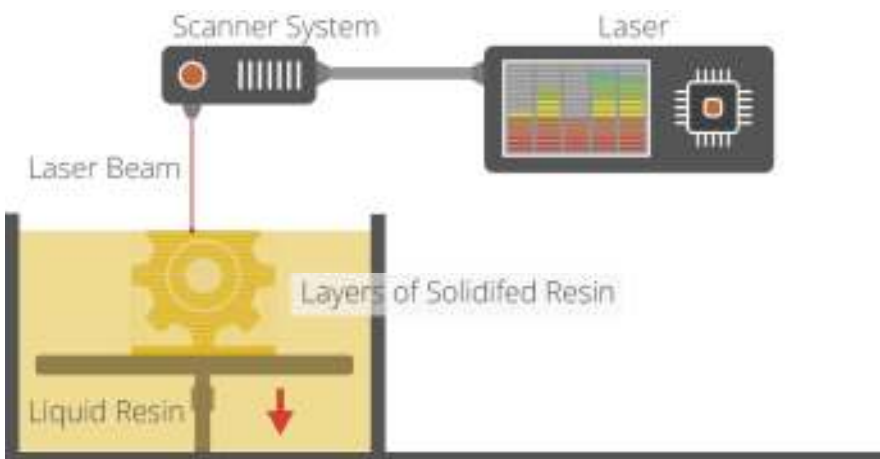 Scanner System
Laser
Laser Beam
Layers of Solidifed Resin
Liquid Resin